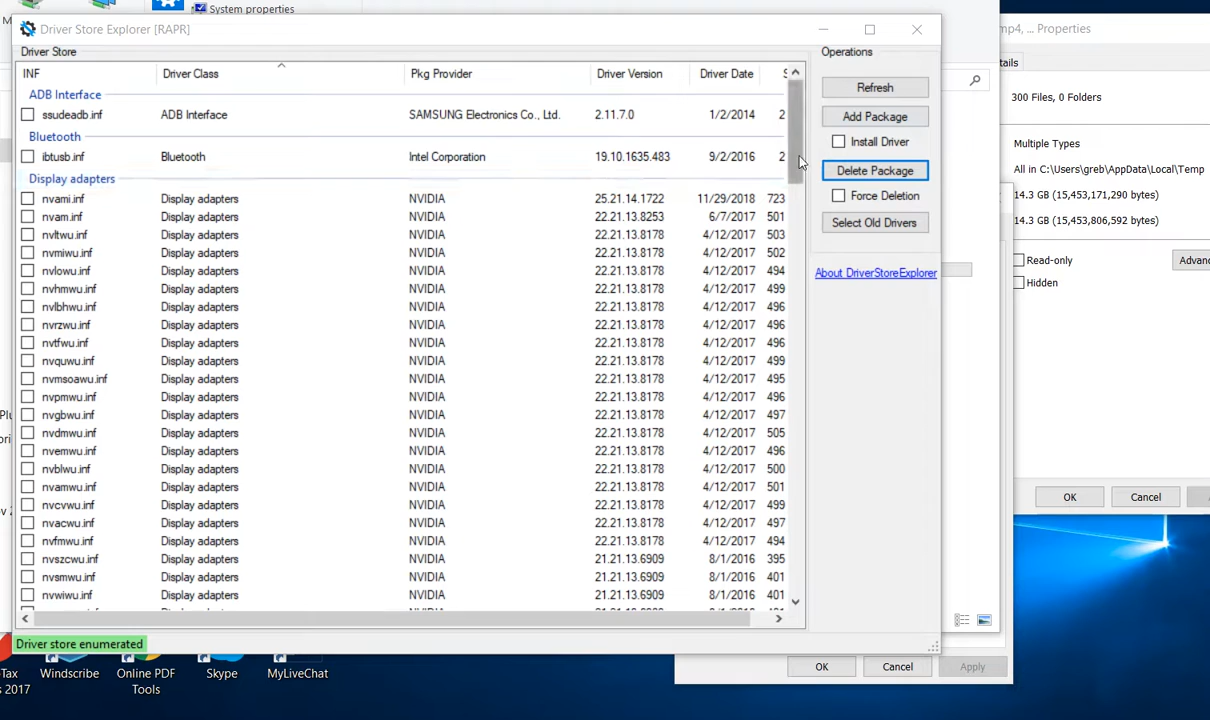 System properties
Driver Store Explorer [RAPR]
mp4, ... Properties
Driver Store
Operations
INF Driver Class Pkg Provider Driver Version Driver Date S
ADB Interface
ssudeadb.inf ADB Interface SAMSUNG Electronics Co., Ltd. 2.11.7.0 1/2/2014 2
Bluetooth
ibtusb.inf Bluetooth Intel Corporation 19.10.1635.483 9/2/2016 2
Display adapters
nvami.inf Display adapters NVIDIA 25.21.14.1722 11/29/2018 723
nvam.inf Display adapters NVIDIA 22.21.13.8253 6/7/2017 501
nvltwu.inf Display adapters NVIDIA 22.21.13.8178 4/12/2017 503
nvmiwu.inf Display adapters NVIDIA 22.21.13.8178 4/12/2017 502
nvlowu.inf Display adapters NVIDIA 22.21.13.8178 4/12/2017 494
nvhmwu.inf Display adapters NVIDIA 22.21.13.8178 4/12/2017 499
nvlbhwu.inf Display adapters NVIDIA 22.21.13.8178 4/12/2017 496
nvrzwu.inf Display adapters NVIDIA 22.21.13.8178 4/12/2017 496
nvtfwu.inf Display adapters NVIDIA 22.21.13.8178 4/12/2017 496
nvquwu.inf Display adapters NVIDIA 22.21.13.8178 4/12/2017 499
nvmsoawu.inf Display adapters NVIDIA 22.21.13.8178 4/12/2017 495
nvpmwu.inf Display adapters NVIDIA 22.21.13.8178 4/12/2017 496
nvgbwu.inf Display adapters NVIDIA 22.21.13.8178 4/12/2017 497
nvdmwu.inf Display adapters NVIDIA 22.21.13.8178 4/12/2017 505
nvemwu.inf Display adapters NVIDIA 22.21.13.8178 4/12/2017 496
nvblwu.inf Display adapters NVIDIA 22.21.13.8178 4/12/2017 500
nvamwu.inf Display adapters NVIDIA 22.21.13.8178 4/12/2017 501
nvcvwu.inf Display adapters NVIDIA 22.21.13.8178 4/12/2017 499
nvacwu.inf Display adapters NVIDIA 22.21.13.8178 4/12/2017 497
nvfmwu.inf Display adapters NVIDIA 22.21.13.8178 4/12/2017 494
nvszcwu.inf Display adapters NVIDIA 21.21.13.6909 8/1/2016 395
nvsmwu.inf Display adapters NVIDIA 21.21.13.6909 8/1/2016 401
nvwiwu.inf Display adapters NVIDIA 21.21.13.6909 8/1/2016 401
Driver store enumerated
Refresh
Add Package
Install Driver
Delete Package
Force Deletion
Select Old Drivers
About DriverStoreExplorer
tails
300 Files, 0 Folders
Multiple Types
All in C:\Users\greb\AppData\Local\Temp
14.3 GB (15,453,171,290 bytes)
14.3 GB (15,453,806,592 bytes)
Read-only
Advanc
Hidden
OK Cancel
OK Cancel Apply
-Tax
s 2017
Windscribe
Online PDF
Tools
Skype
MyLiveChat